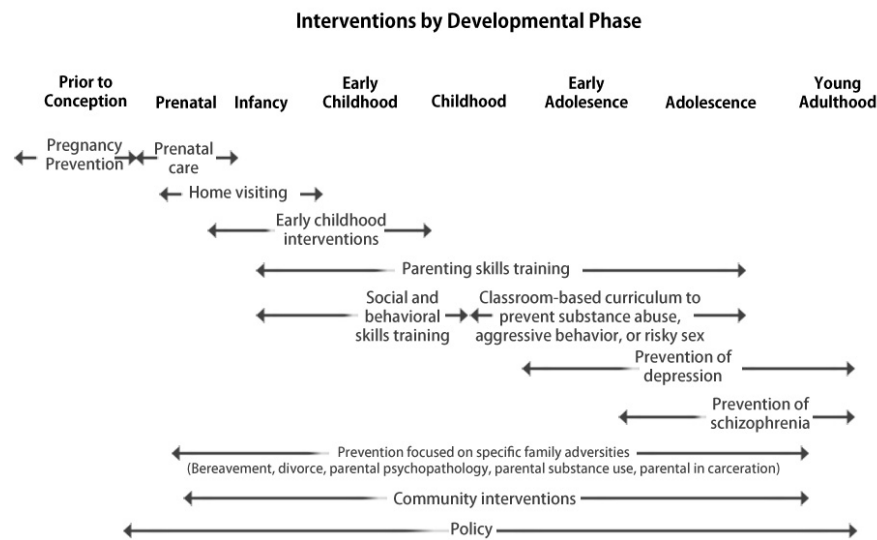 Interventions by Developmental Phase
Prior to
Conception
Prenatal
Infancy
Early
Childhood
Childhood
Early
Adolesence
Adolescence
Young
Adulthood
Pregnancy
Prevention
Prenatal
care
Home visiting
Early childhood
interventions
Parenting skills training
Social and
behavioral
skills training
Classroom-based curriculum to
prevent substance abuse,
aggressive behavior, or risky sex
Prevention of
depression
Prevention of
schizophrenia
Prevention focused on specific family adversities
(Bereavement, divorce, parental psychopathology, parental substance use, parental in carceration)
Community interventions
Policy